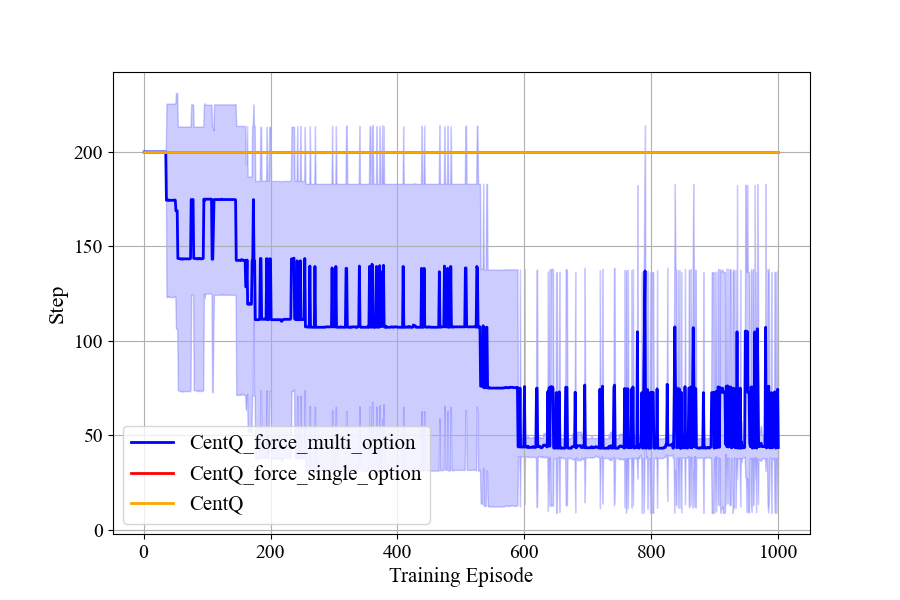 200
150
100
50
0
Step
CentQ_force_multi_option
CentQ_force_single_option
CentQ
0 200 400 600 800 1000
Training Episode